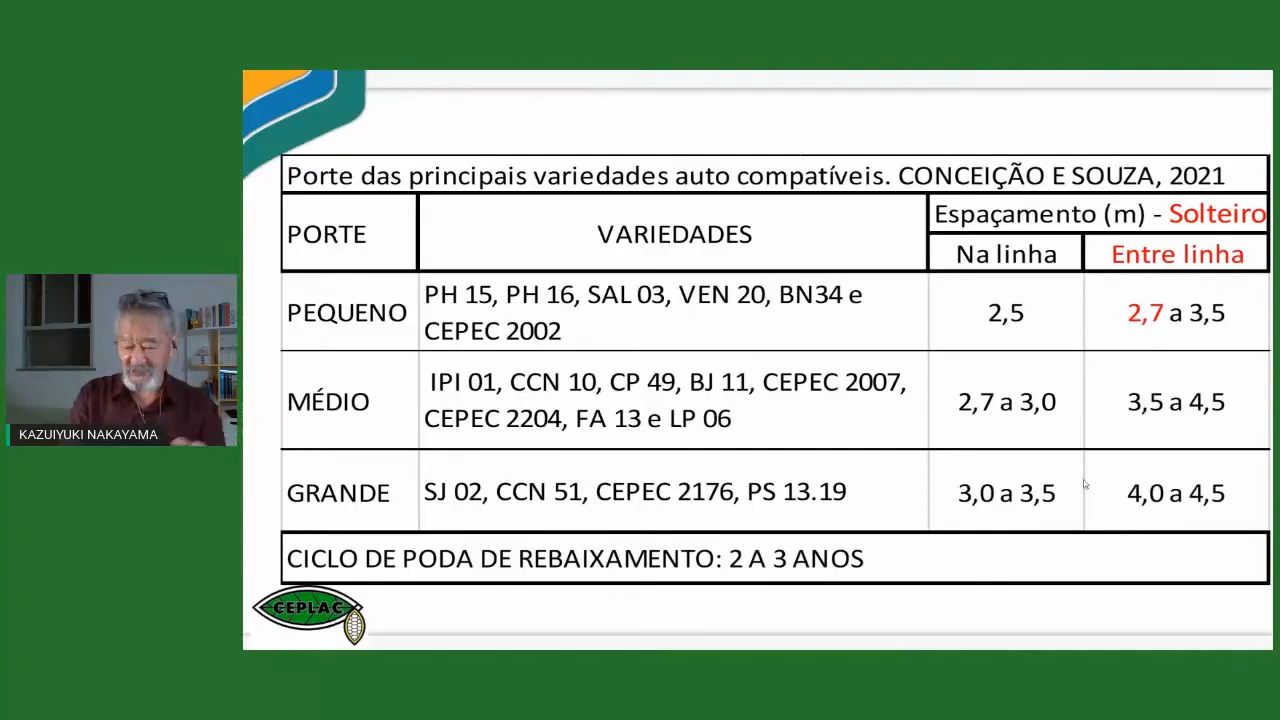 Porte das principais variedades auto compatíveis. CONCEIÇÃO E SOUZA, 2021
PORTE
VARIEDADES
Espaçamento (m) - Solteiro
Na linha
Entre linha
PEQUENO
PH 15, PH 16, SAL 03, VEN 20, BN34 e
CEPEC 2002
2,5
2,7 a 3,5
MÉDIO
IPI 01, CCN 10, CP 49, BJ 11, CEPEC 2007,
CEPEC 2204, FA 13 e LP 06
2,7 a 3,0
3,5 a 4,5
GRANDE
SJ 02, CCN 51, CEPEC 2176, PS 13.19
3,0 a 3,5
4,0 a 4,5
CICLO DE PODA DE REBAIXAMENTO: 2 A 3 ANOS
CEPLAC
KAZUIYUKI NAKAYAMA